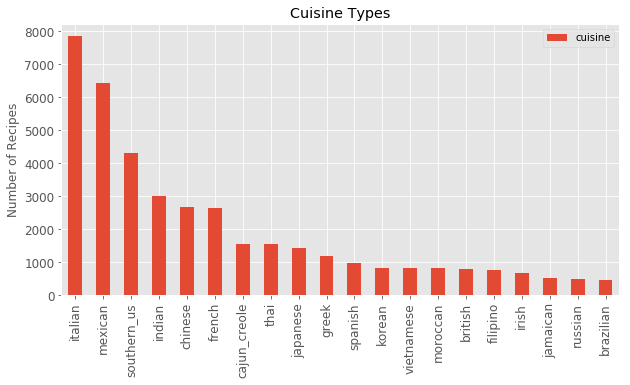 Cuisine Types
cuisine
Number of Recipes
8000
7000
6000
5000
4000
3000
2000
1000
0
italian
mexican
southern_us
indian
chinese
french
cajun_creole
thai
japanese
greek
spanish
korean
vietnamese
moroccan
british
filipino
irish
jamaican
russian
brazilian